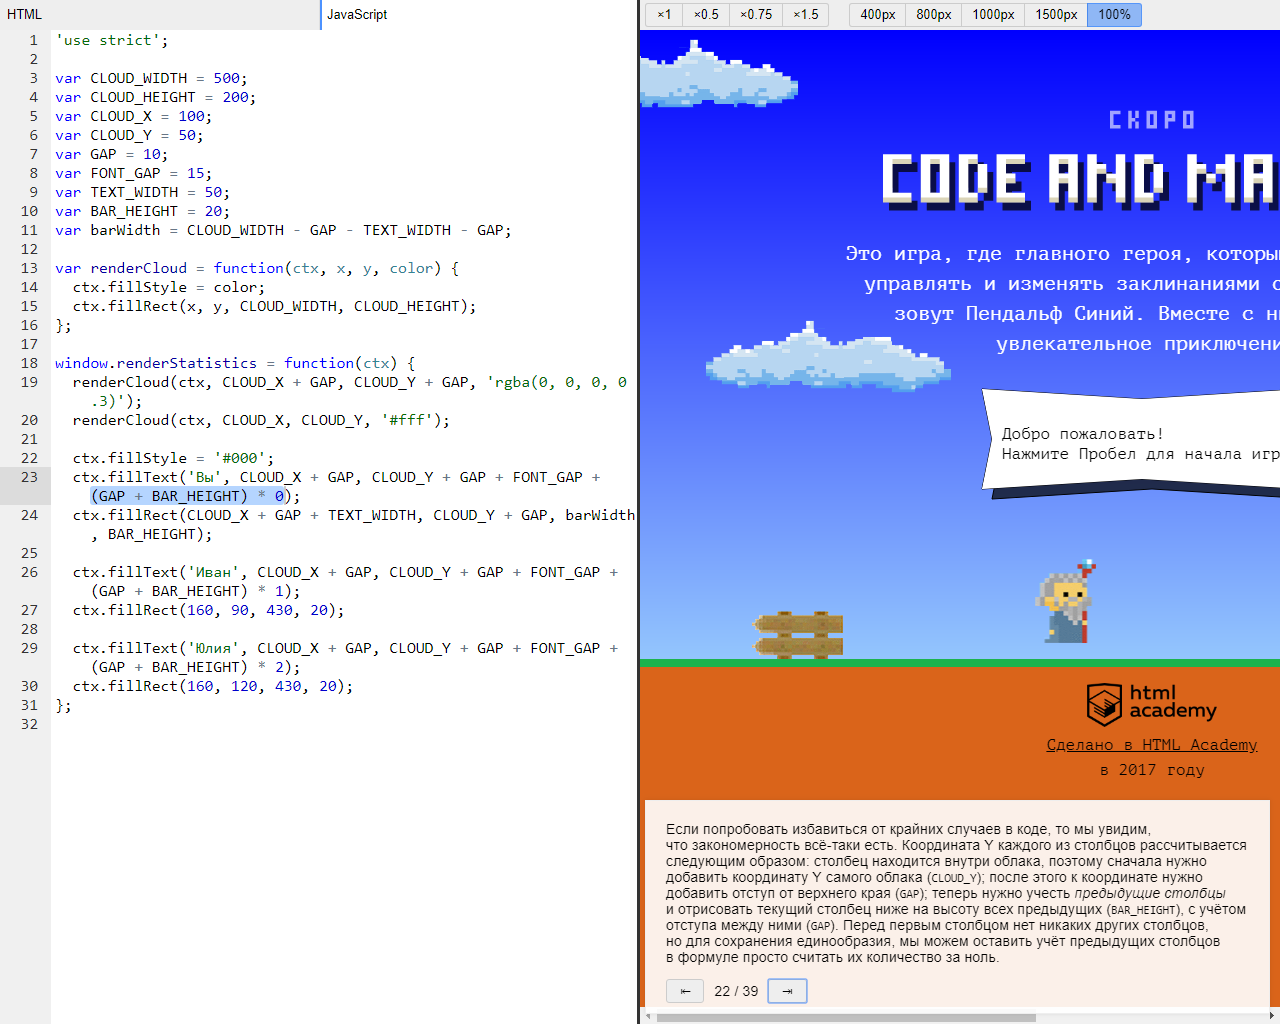 HTML
JavaScript
×1 ×0.5 ×0.75 ×1.5 400px 800px 1000px 1500px 100%
1 'use strict';
2
3 var CLOUD_WIDTH = 500;
4 var CLOUD_HEIGHT = 200;
5 var CLOUD_X = 100;
6 var CLOUD_Y = 50;
7 var GAP = 10;
8 var FONT_GAP = 15;
9 var TEXT_WIDTH = 50;
10 var BAR_HEIGHT = 20;
11 var barWidth = CLOUD_WIDTH - GAP - TEXT_WIDTH - GAP;
12
13 var renderCloud = function(ctx, x, y, color) {
14 ctx.fillStyle = color;
15 ctx.fillRect(x, y, CLOUD_WIDTH, CLOUD_HEIGHT);
16 };
17
18 window.renderStatistics = function(ctx) {
19 renderCloud(ctx, CLOUD_X + GAP, CLOUD_Y + GAP, 'rgba(0, 0, 0, 0
.3)');
20 renderCloud(ctx, CLOUD_X, CLOUD_Y, '#fff');
21
22 ctx.fillStyle = '#000';
23 ctx.fillText('Вы', CLOUD_X + GAP, CLOUD_Y + GAP + FONT_GAP +
(GAP + BAR_HEIGHT) * 0);
24 ctx.fillRect(CLOUD_X + GAP + TEXT_WIDTH, CLOUD_Y + GAP, barWidth
, BAR_HEIGHT);
25
26 ctx.fillText('Иван', CLOUD_X + GAP, CLOUD_Y + GAP + FONT_GAP +
(GAP + BAR_HEIGHT) * 1);
27 ctx.fillRect(160, 90, 430, 20);
28
29 ctx.fillText('Юлия', CLOUD_X + GAP, CLOUD_Y + GAP + FONT_GAP +
(GAP + BAR_HEIGHT) * 2);
30 ctx.fillRect(160, 120, 430, 20);
31 };
32
СКОРО
CODE AND MA
Это игра, где главного героя, которы
управлять и изменять заклинаниями с
зовут Пендальф Синий. Вместе с н
увлекательное приключени
Добро пожаловать!
Нажмите Пробел для начала игр
html
academy
Сделано в HTML Academy
в 2017 году
Если попробовать избавиться от крайних случаев в коде, то мы увидим,
что закономерность всё-таки есть. Координата Y каждого из столбцов рассчитывается
следующим образом: столбец находится внутри облака, поэтому сначала нужно
добавить координату Y самого облака (CLOUD_Y); после этого к координате нужно
добавить отступ от верхнего края (GAP); теперь нужно учесть предыдущие столбцы
и отрисовать текущий столбец ниже на высоту всех предыдущих (BAR_HEIGHT), с учётом
отступа между ними (GAP). Перед первым столбцом нет никаких других столбцов,
но для сохранения единообразия, мы можем оставить учёт предыдущих столбцов
в формуле просто считать их количество за ноль.
22 / 39